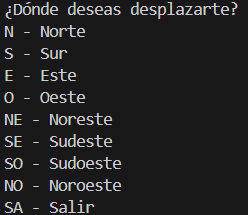 ¿Dónde deseas desplazarte?
N - Norte
S - Sur
E - Este
O - Oeste
NE - Noreste
SE - Sudeste
SO - Sudoeste
NO - Noroeste
SA - Salir